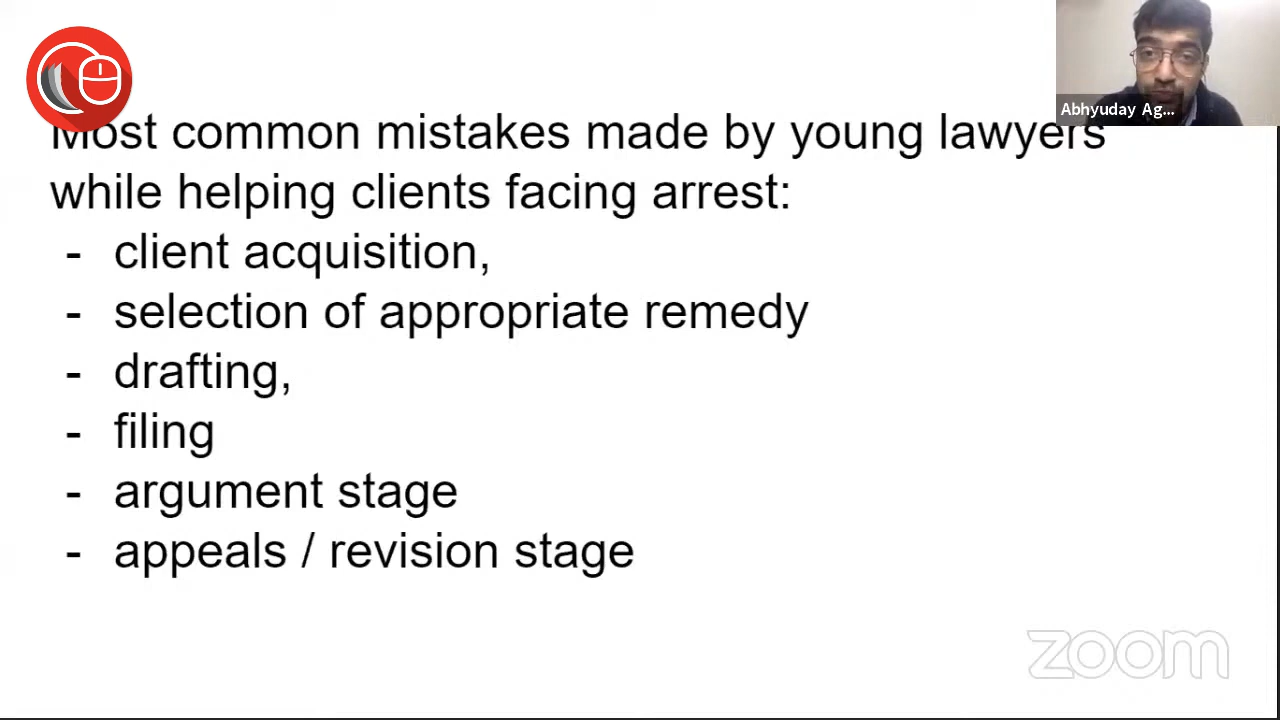 Abhyuday Ag...
Most common mistakes made by young lawyers
while helping clients facing arrest:
- client acquisition,
- selection of appropriate remedy
- drafting,
- filing
- argument stage
- appeals / revision stage
zoom